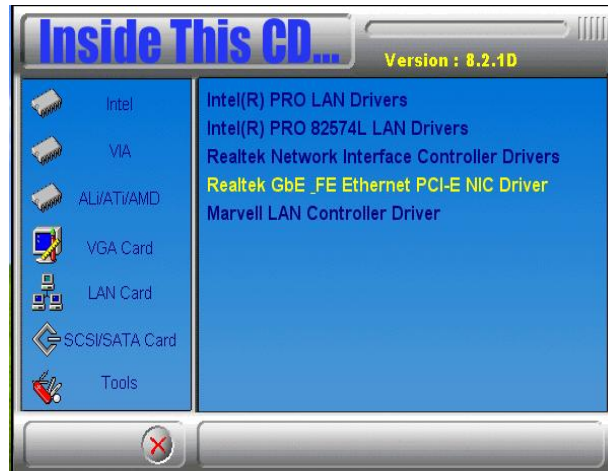 Inside This CD...
Version : 8.2.1D
Intel
VIA
ALi/ATi/AMD
VGA Card
LAN Card
SCSI/SATA Card
Tools
Intel(R) PRO LAN Drivers
Intel(R) PRO 82574L LAN Drivers
Realtek Network Interface Controller Drivers
Realtek GbE _FE Ethernet PCI-E NIC Driver
Marvell LAN Controller Driver